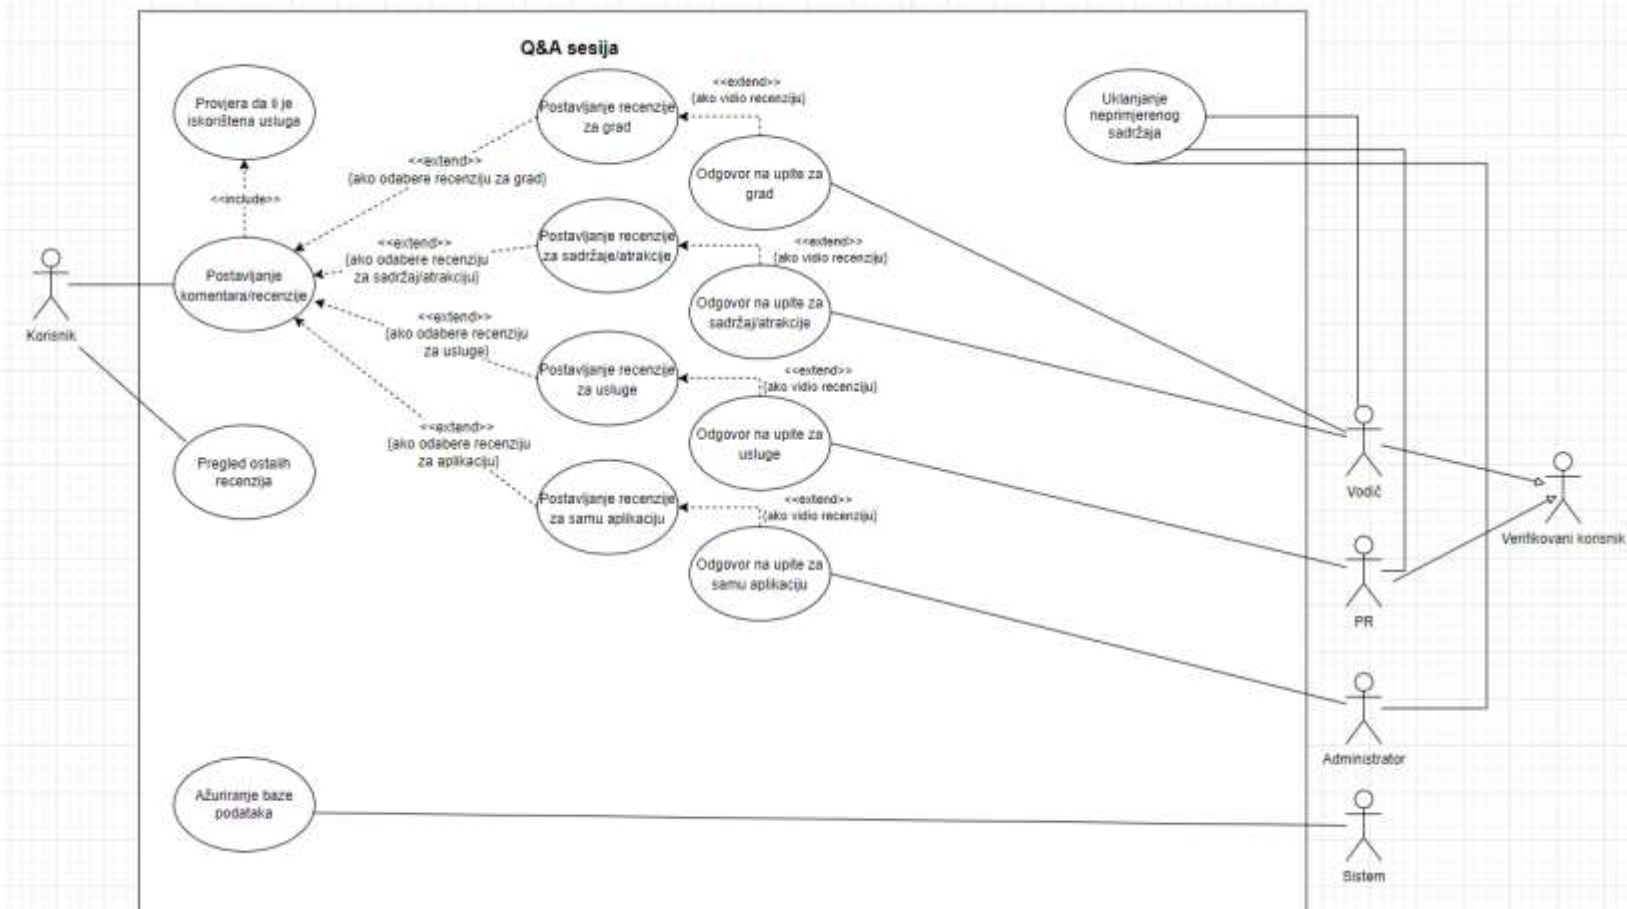 Q&A sesija
Provjera da li je
iskorištena usluga
<<include>>
Postavljanje
komentara/recenzije
Korisnik
Pregled ostalih
recenzija
Ažuriranje baze
podataka
<<extend>>
(ako odabere recenziju za grad)
<<extend>>
(ako odabere recenziju
za sadržaj/atrakciju)
<<extend>>
(ako odabere recenziju
za usluge)
<<extend>>
(ako odabere recenziju
za aplikaciju)
Postavljanje recenzije
za grad
Postavljanje recenzije
za sadržaje/atrakcije
Postavljanje recenzije
za usluge
Postavljanje recenzije
za samu aplikaciju
<<extend>>
(ako vidio recenziju)
Odgovor na upite za
grad
<<extend>>
(ako vidio recenziju)
Odgovor na upite za
sadržaj/atrakcije
<<extend>>
(ako vidio recenziju)
Odgovor na upite za
usluge
<<extend>>
(ako vidio recenziju)
Odgovor na upite za
samu aplikaciju
Uklanjanje
neprimjerenog
sadržaja
Vodič
Verifikovani korisnik
PR
Administrator
Sistem